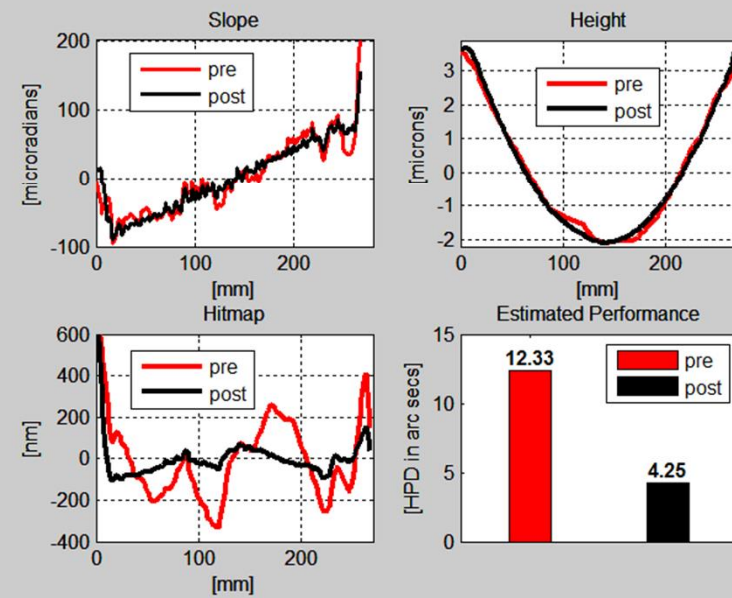 Slope
[microradians]
200
100
0
-100
pre
post
0
200
[mm]
Height
[microns]
3
2
1
0
-1
-2
pre
post
0
100
200
[mm]
Hitmap
[nm]
600
400
200
0
-200
-400
pre
post
0
100
200
[mm]
Estimated Performance
[HPD in arc secs]
15
10
5
0
12.33
4.25
pre
post